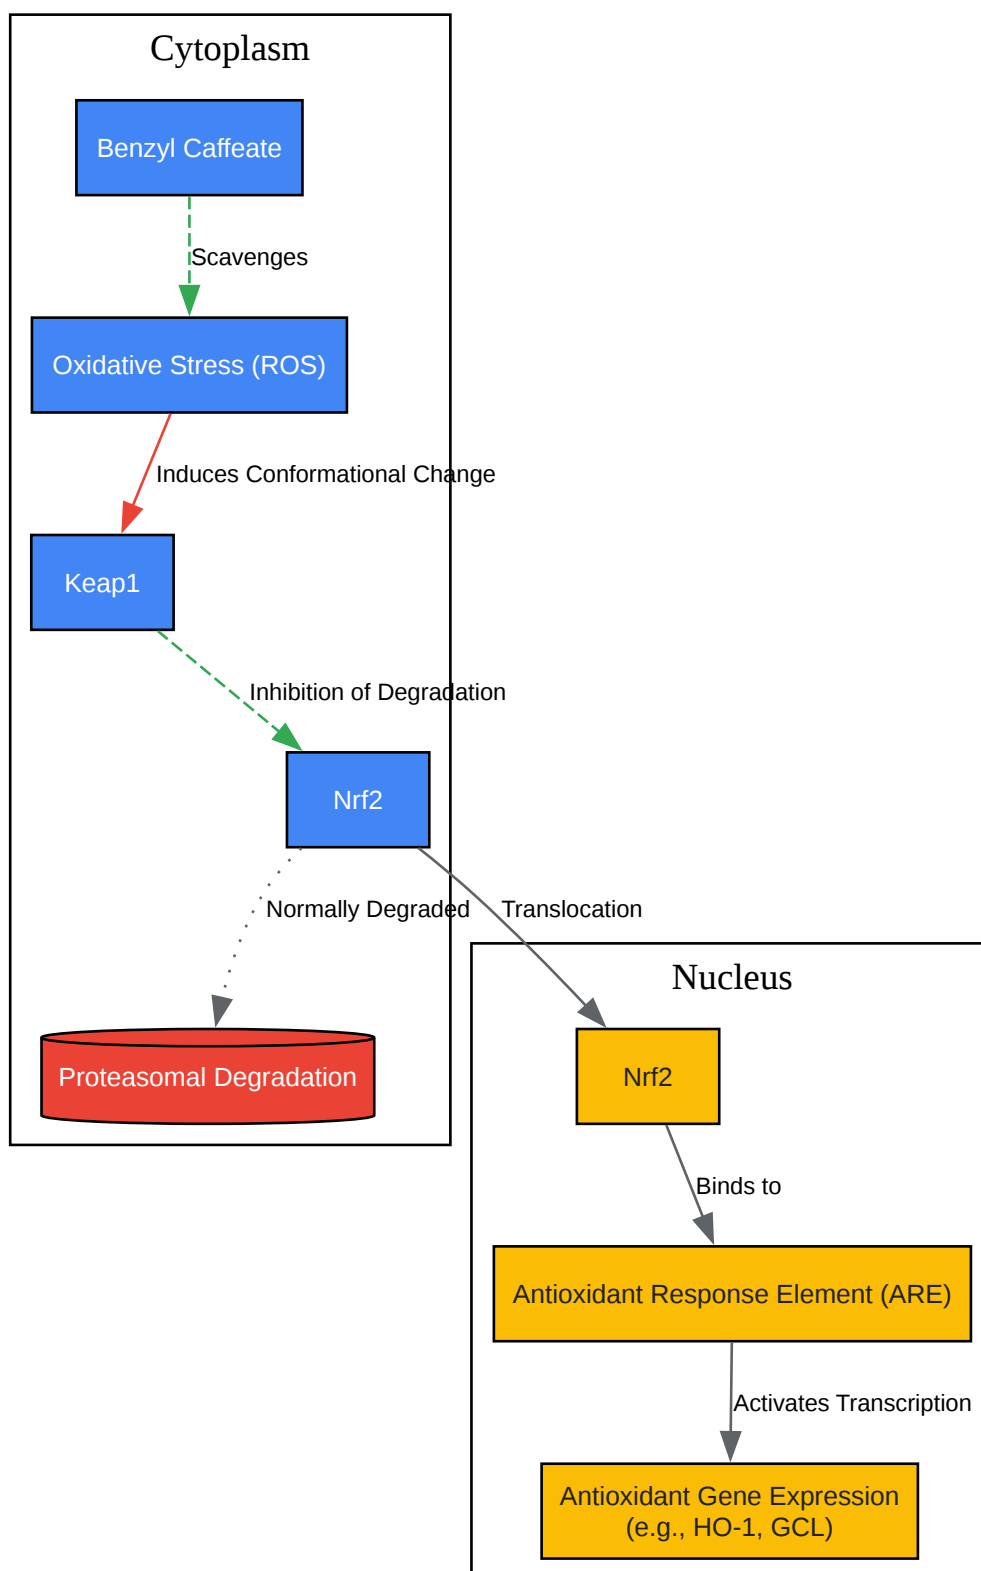 Cytoplasm
Benzyl Caffeate
Scavenges
Oxidative Stress (ROS)
Induces Conformational Change
Keap1
Inhibition of Degradation
Nrf2
Normally Degraded
Translocation
Nucleus
Proteasomal Degradation
Nrf2
Binds to
Antioxidant Response Element (ARE)
Activates Transcription
Antioxidant Gene Expression
(e.g., HO-1, GCL)